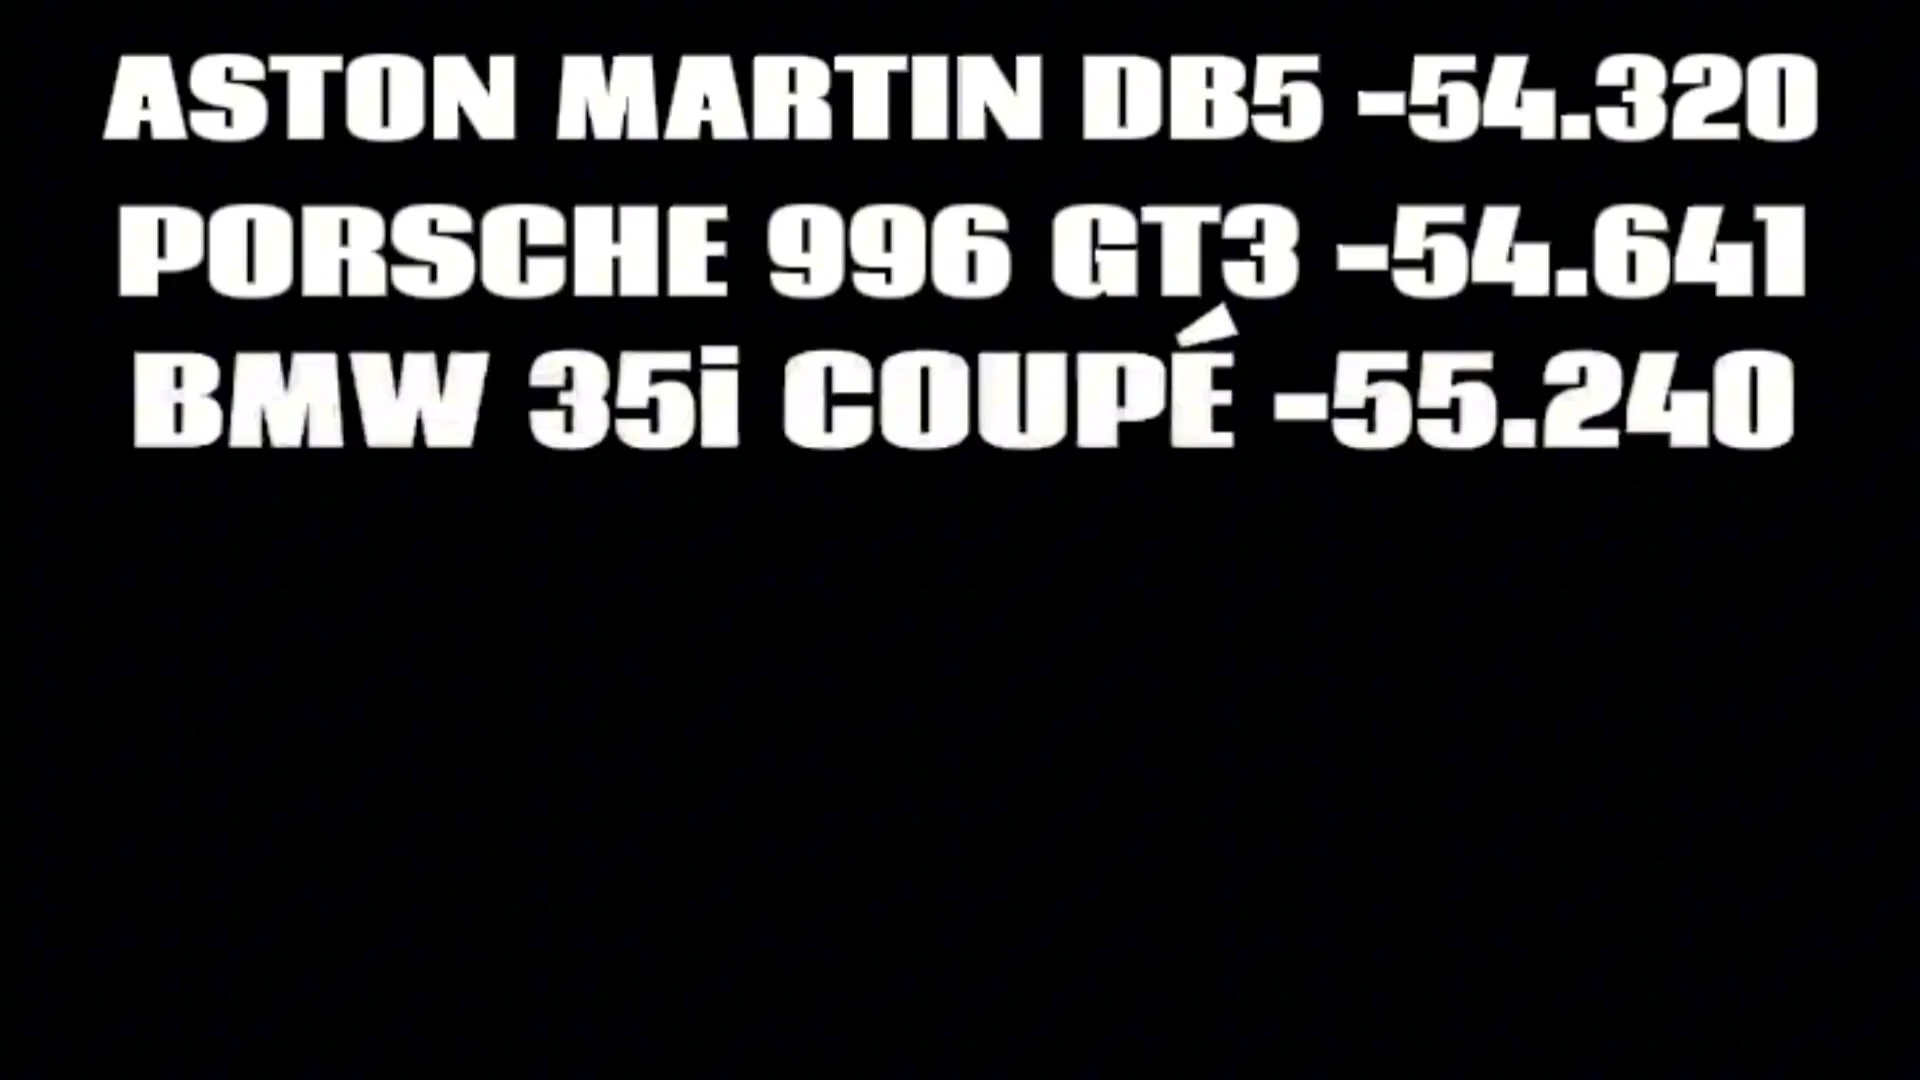 ASTON MARTIN DB5 -54.320
PORSCHE 996 GT3 -54.641
BMW 35i COUPÉ -55.240